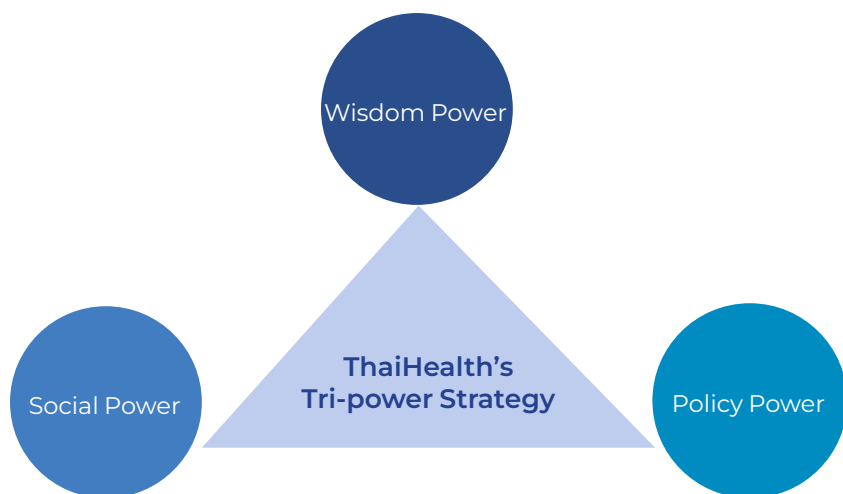 Wisdom Power
ThaiHealth’s
Tri-power Strategy
Social Power
Policy Power